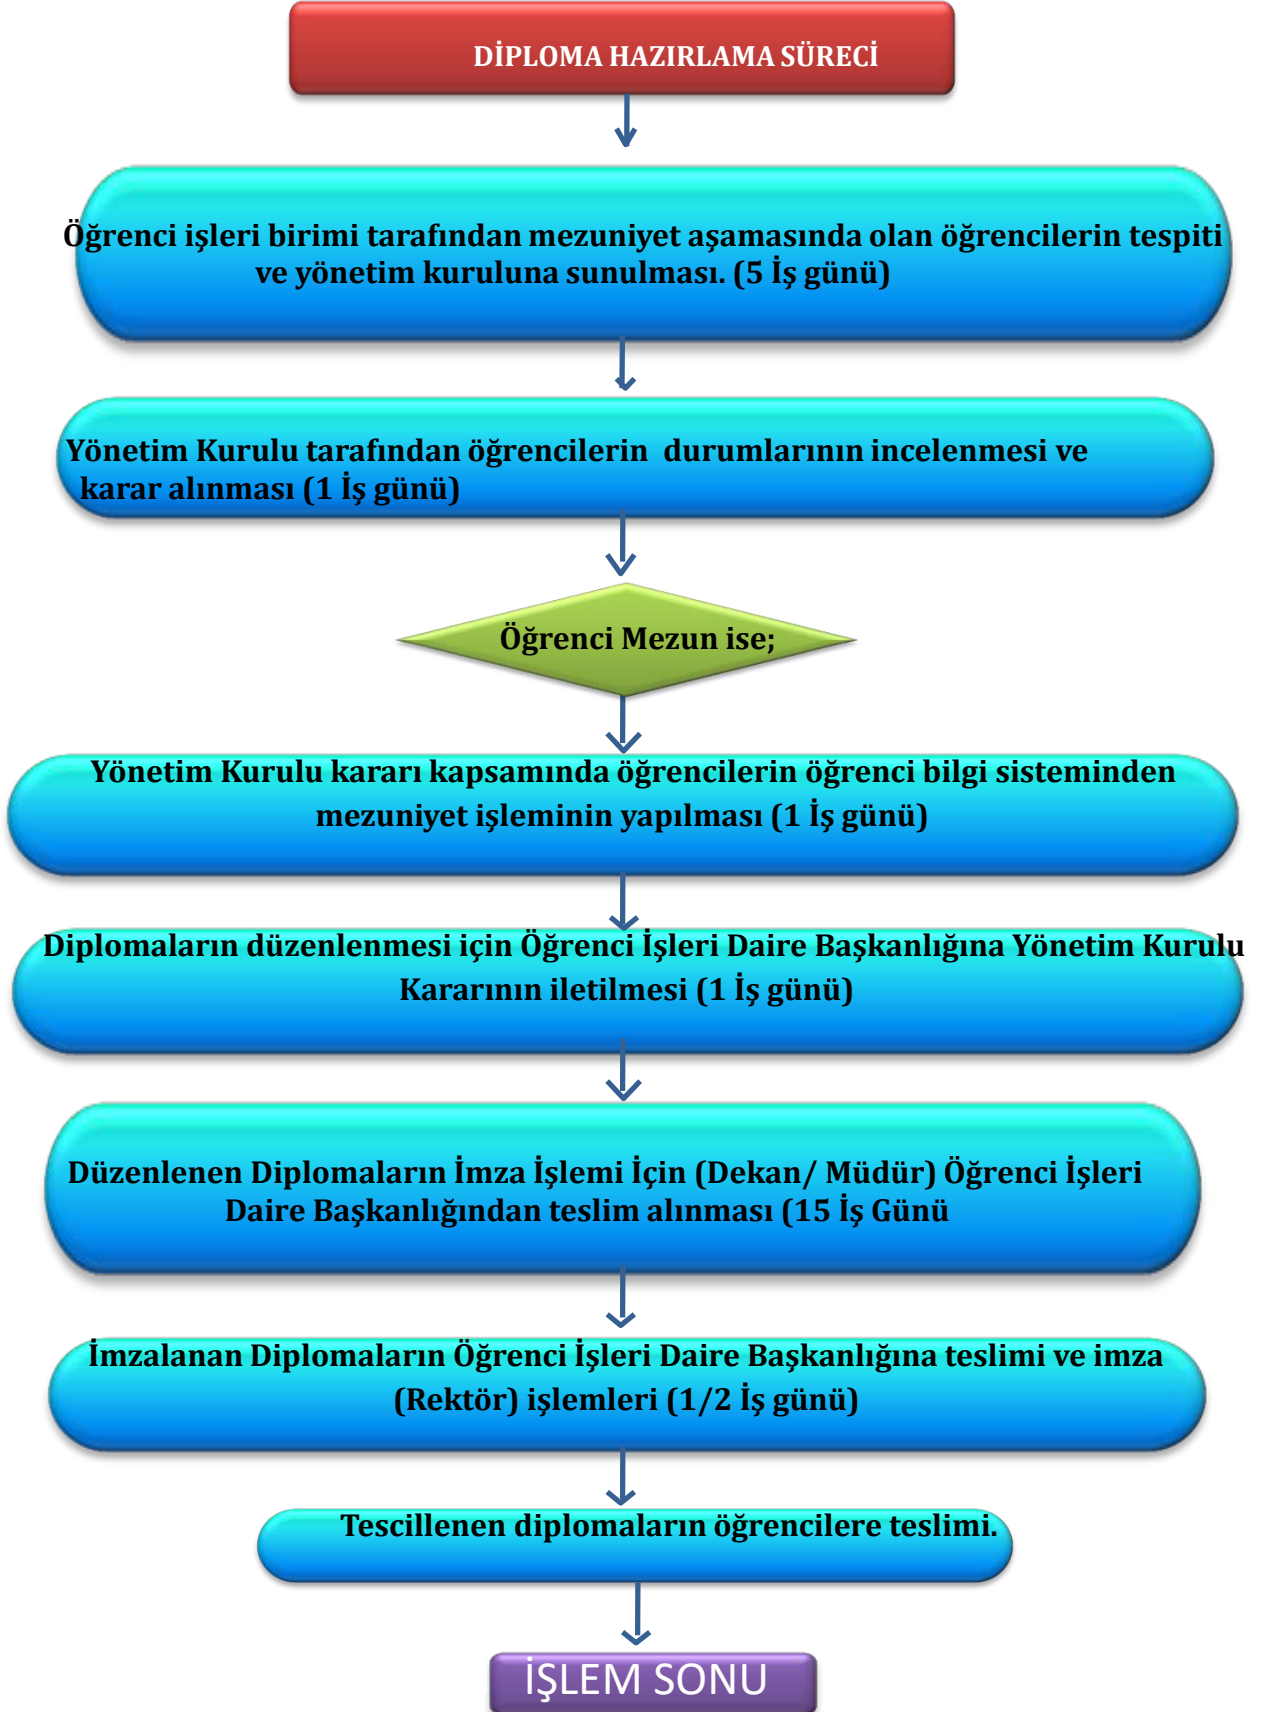 DİPLOMA HAZIRLAMA SÜRECİ
Öğrenci işleri birimi tarafından mezuniyet aşamasında olan öğrencilerin tespiti
ve yönetim kuruluna sunulması. (5 İş günü)
Yönetim Kurulu tarafından öğrencilerin durumlarının incelenmesi ve
karar alınması (1 İş günü)
Öğrenci Mezun ise;
Yönetim Kurulu kararı kapsamında öğrencilerin öğrenci bilgi sisteminden
mezuniyet işleminin yapılması (1 İş günü)
Diplomaların düzenlenmesi için Öğrenci İşleri Daire Başkanlığına Yönetim Kurulu
Kararının iletilmesi (1 İş günü)
Düzenlenen Diplomaların İmza İşlemi İçin (Dekan/ Müdür) Öğrenci İşleri
Daire Başkanlığından teslim alınması (15 İş Günü
İmzalanan Diplomaların Öğrenci İşleri Daire Başkanlığına teslimi ve imza
(Rektör) işlemleri (1/2 İş günü)
Tescillenen diplomaların öğrencilere teslimi.
İŞLEM SONU